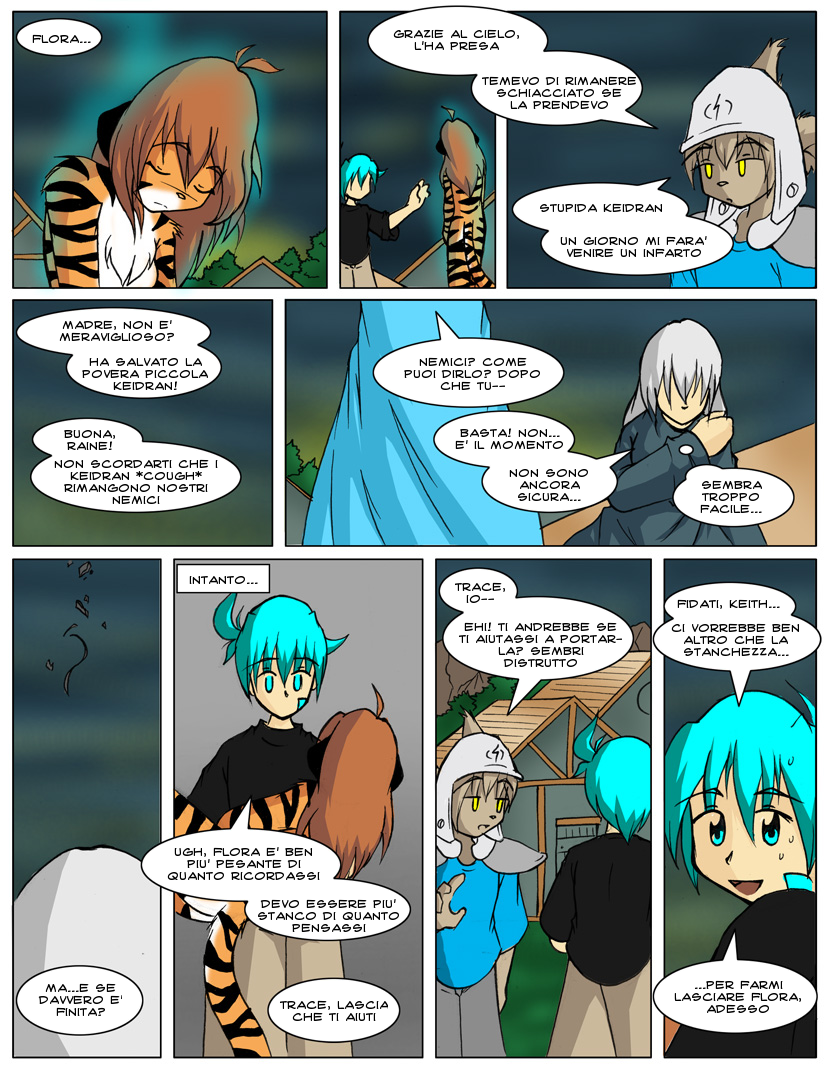 FLORA...
GRAZIE AL CIELO,
L'HA PRESA
TEMEVO DI RIMANERE
SCHIACCIATO SE
LA PRENDEVO
STUPIDA KEIDRAN
UN GIORNO MI FARA'
VENIRE UN INFARTO
MADRE, NON E'
MERAVIGLIOSO?
HA SALVATO LA
POVERA PICCOLA
KEIDRAN!
BUONA,
RAINE!
NON SCORDARTI CHE I
KEIDRAN *COUGH*
RIMANGONO NOSTRI
NEMICI
NEMICI? COME
PUOI DIRLO? DOPO
CHE TU--
BASTA! NON...
E' IL MOMENTO
NON SONO
ANCORA
SICURA...
SEMBRA
TROPPO
FACILE...
MA...E SE
DAVVERO E'
FINITA?
INTANTO...
UGH, FLORA E' BEN
PIU' PESANTE DI
QUANTO RICORDASSI
DEVO ESSERE PIU'
STANCO DI QUANTO
PENSASSI
TRACE, LASCIA
CHE TI AIUTI
TRACE,
IO--
EHI! TI ANDREBBE SE
TI AIUTASSI A PORTAR-
LA? SEMBRI
DISTRUTTO
FIDATI, KEITH...
CI VORREBBE BEN
ALTRO CHE LA
STANCHEZZA...
...PER FARMI
LASCIARE FLORA,
ADESSO